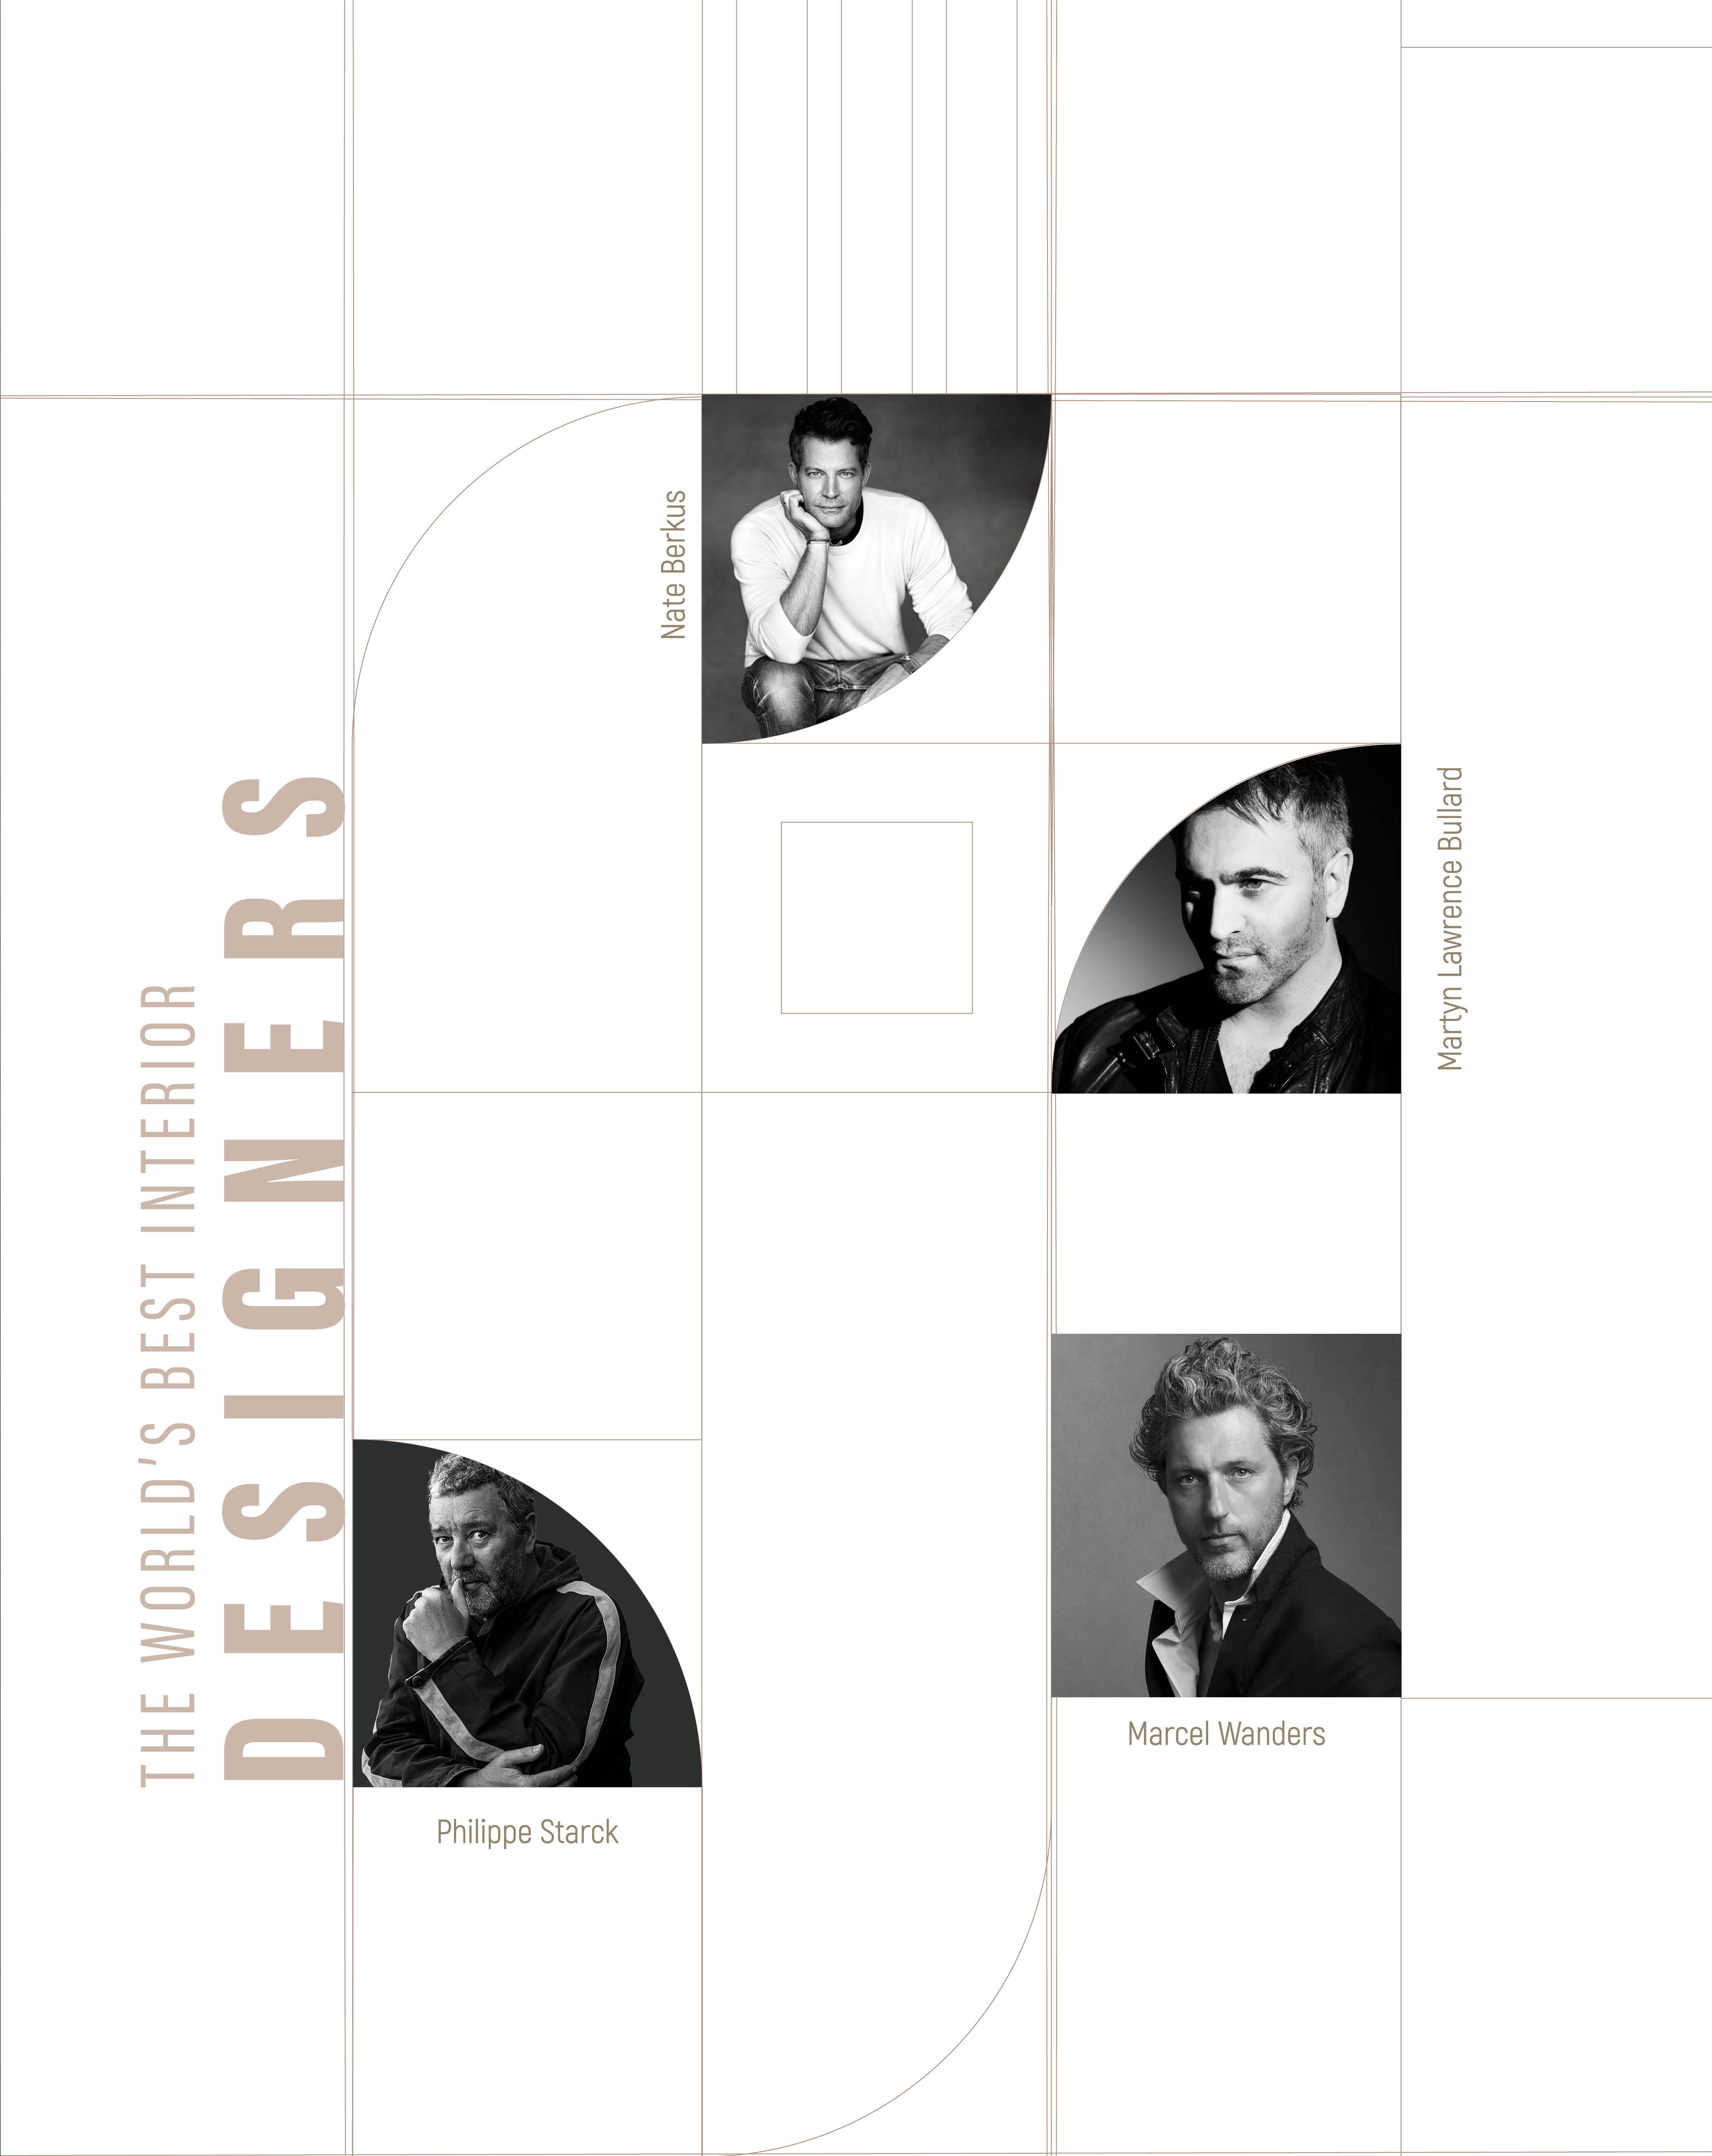 THE WORLD'S BEST INTERIOR
DESIGNERS
Nate Berkus
Martyn Lawrence Bullard
Marcel Wanders
Philippe Starck